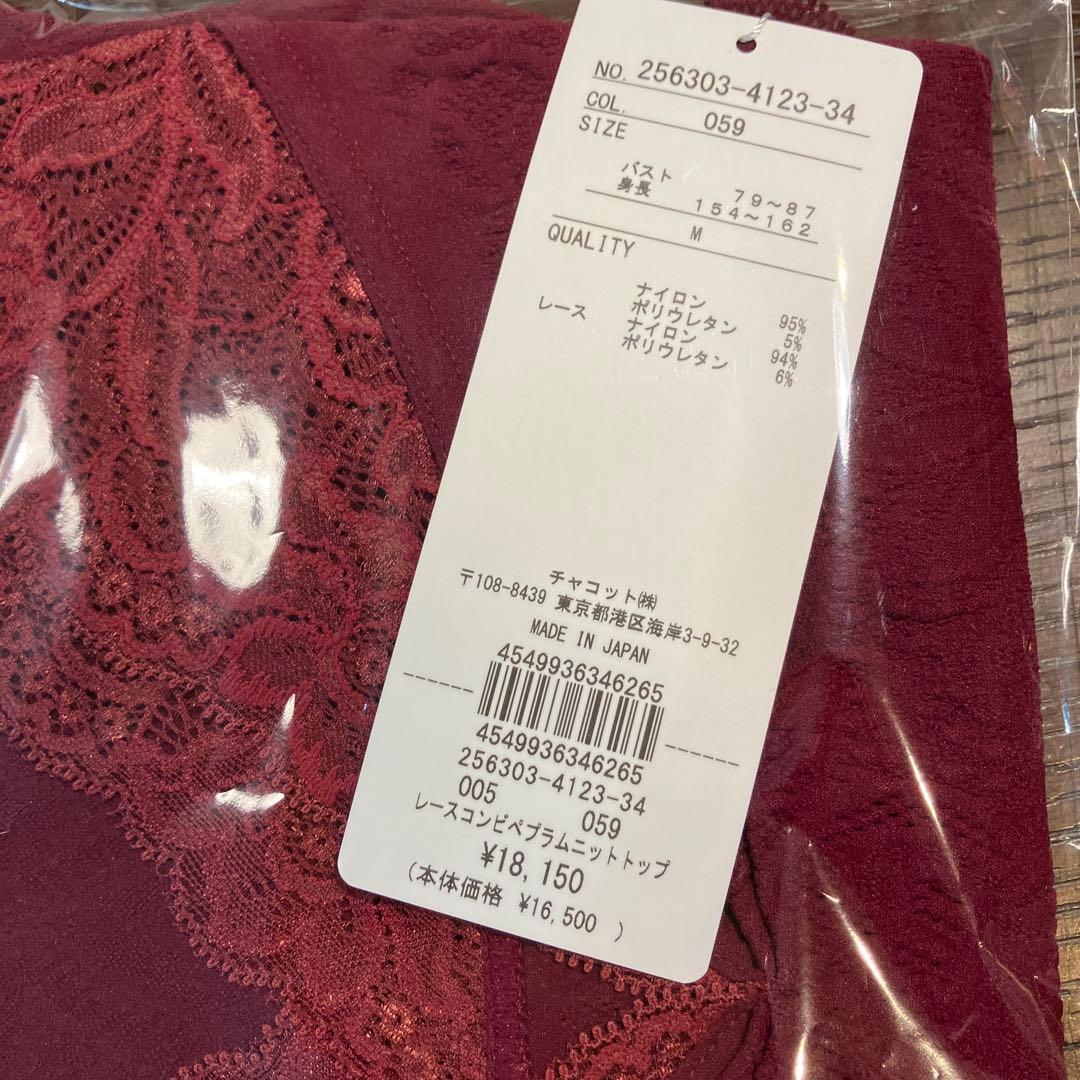 NO. 256303-4123-34
COL. 059
SIZE
バスト 79～87
身長 154～162
M
QUALITY
ナイロン 95%
ポリウレタン 5%
レース ナイロン 94%
ポリウレタン 6%
チャコット㈱
〒108-8439 東京都港区海岸3-9-32
MADE IN JAPAN
4549936346265
4549936346265
256303-4123-34
005 059
レースコンビペプラムニットトップ
¥18,150
(本体価格 ¥16,500 )